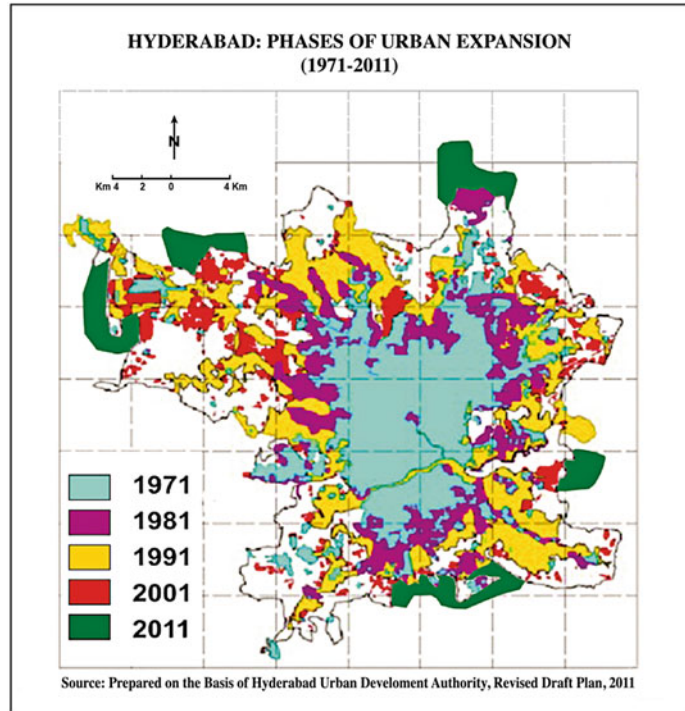 HYDERABAD: PHASES OF URBAN EXPANSION
(1971-2011)
N
Km 4 2 0 4 Km
1971
1981
1991
2001
2011
Source: Prepared on the Basis of Hyderabad Urban Develoment Authority, Revised Draft Plan, 2011